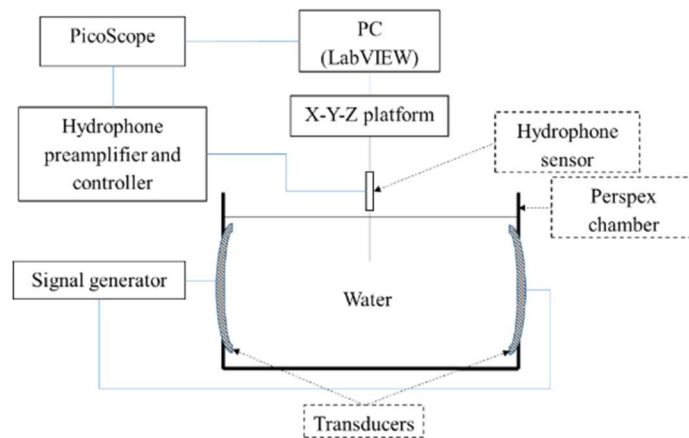 PicoScope
PC
(LabVIEW)
X-Y-Z platform
Hydrophone
preamplifier and
controller
Hydrophone
sensor
Perspex
chamber
Signal generator
Water
Transducers